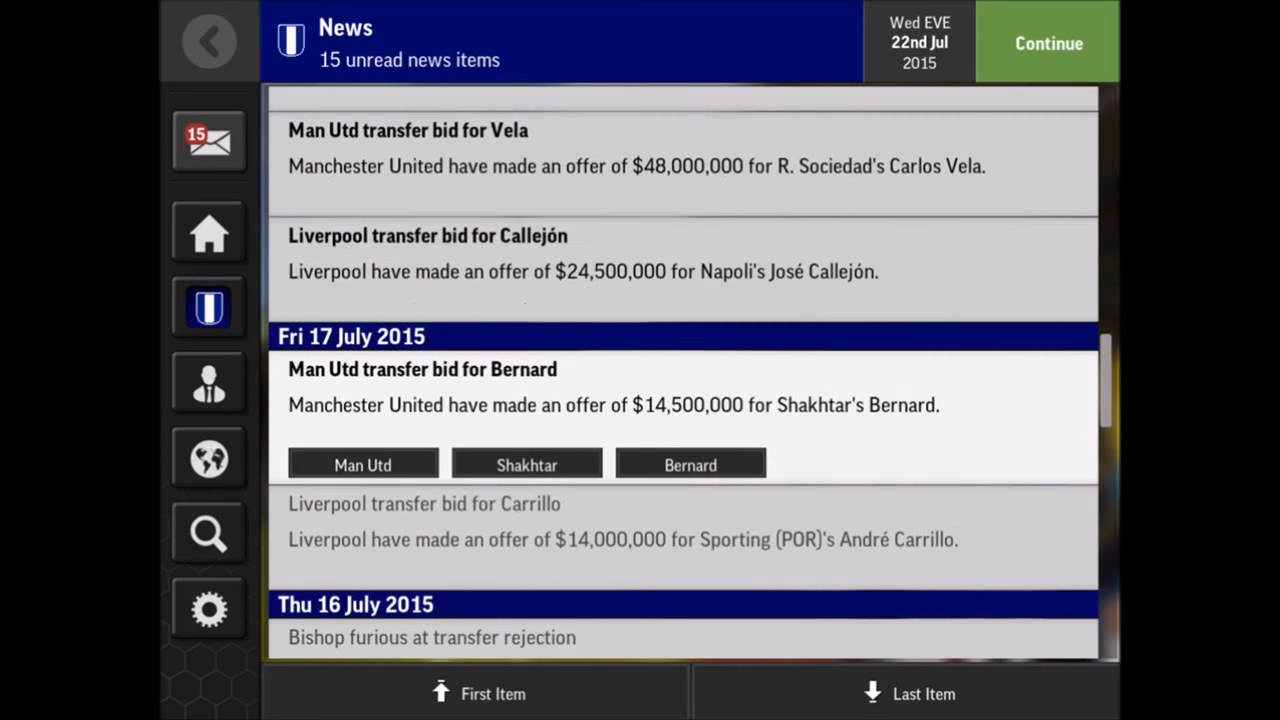 News
15 unread news items
Wed EVE
22nd Jul
2015
Continue
15
Man Utd transfer bid for Vela
Manchester United have made an offer of $48,000,000 for R. Sociedad's Carlos Vela.
Liverpool transfer bid for Callejón
Liverpool have made an offer of $24,500,000 for Napoli's José Callejón.
Fri 17 July 2015
Man Utd transfer bid for Bernard
Manchester United have made an offer of $14,500,000 for Shakhtar's Bernard.
Man Utd Shakhtar Bernard
Liverpool transfer bid for Carrillo
Liverpool have made an offer of $14,000,000 for Sporting (POR)'s André Carrillo.
Thu 16 July 2015
Bishop furious at transfer rejection
First Item Last Item